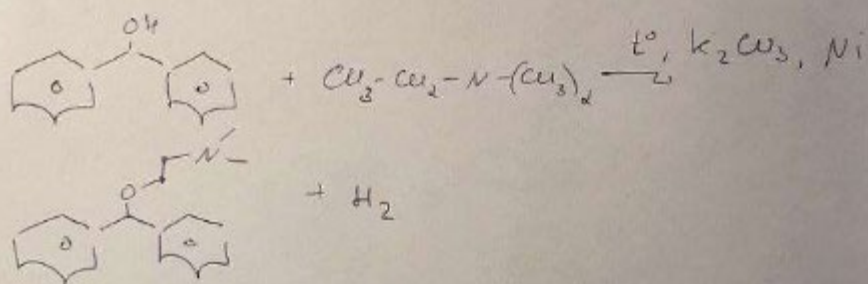 OH
+ CH3-CH2-N-(CH3)2 t°, K2CO3, Ni
N
O
+ H2